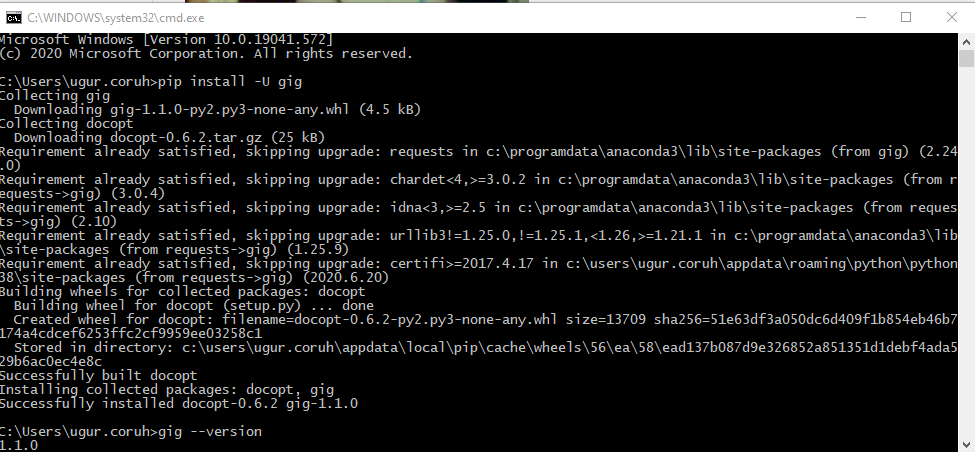 C:\WINDOWS\system32\cmd.exe
Microsoft Windows [Version 10.0.19041.572]
(c) 2020 Microsoft Corporation. All rights reserved.
C:\Users\ugur.coruh>pip install -U gig
Collecting gig
  Downloading gig-1.1.0-py2.py3-none-any.whl (4.5 kB)
Collecting docopt
  Downloading docopt-0.6.2.tar.gz (25 kB)
Requirement already satisfied, skipping upgrade: requests in c:\programdata\anaconda3\lib\site-packages (from gig) (2.24
.0)
Requirement already satisfied, skipping upgrade: chardet<4,>=3.0.2 in c:\programdata\anaconda3\lib\site-packages (from r
equests->gig) (3.0.4)
Requirement already satisfied, skipping upgrade: idna<3,>=2.5 in c:\programdata\anaconda3\lib\site-packages (from reques
ts->gig) (2.10)
Requirement already satisfied, skipping upgrade: urllib3!=1.25.0,!=1.25.1,<1.26,>=1.21.1 in c:\programdata\anaconda3\lib
\site-packages (from requests->gig) (1.25.9)
Requirement already satisfied, skipping upgrade: certifi>=2017.4.17 in c:\users\ugur.coruh\appdata\roaming\python\python
38\site-packages (from requests->gig) (2020.6.20)
Building wheels for collected packages: docopt
  Building wheel for docopt (setup.py) ... done
  Created wheel for docopt: filename=docopt-0.6.2-py2.py3-none-any.whl size=13709 sha256=51e63df3a050dc6d409f1b854eb46b7
174a4cdcef6253ffc2cf9959ee03258c1
  Stored in directory: c:\users\ugur.coruh\appdata\local\pip\cache\wheels\56\ea\58\ead137b087d9e326852a851351d1debf4ada5
29b6ac0ec4e8c
Successfully built docopt
Installing collected packages: docopt, gig
Successfully installed docopt-0.6.2 gig-1.1.0
C:\Users\ugur.coruh>gig --version
1.1.0